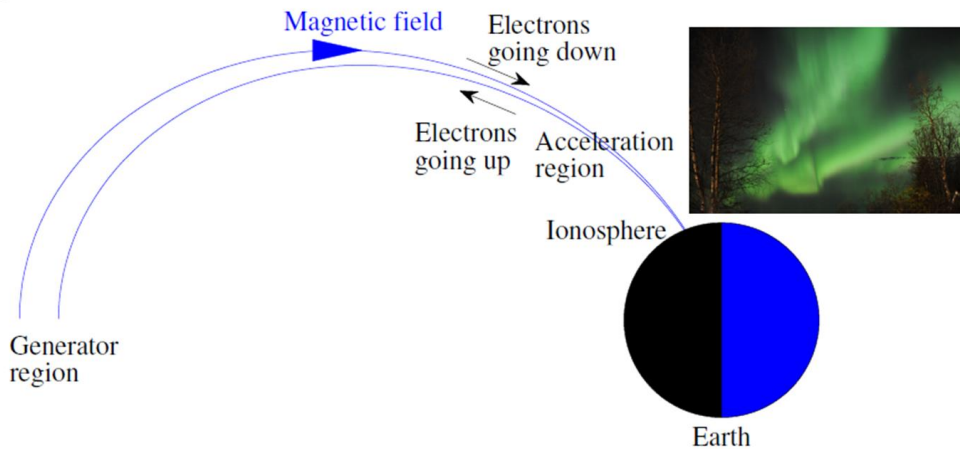 Magnetic field
Electrons
going down
Electrons
going up
Acceleration
region
Ionosphere
Generator
region
Earth